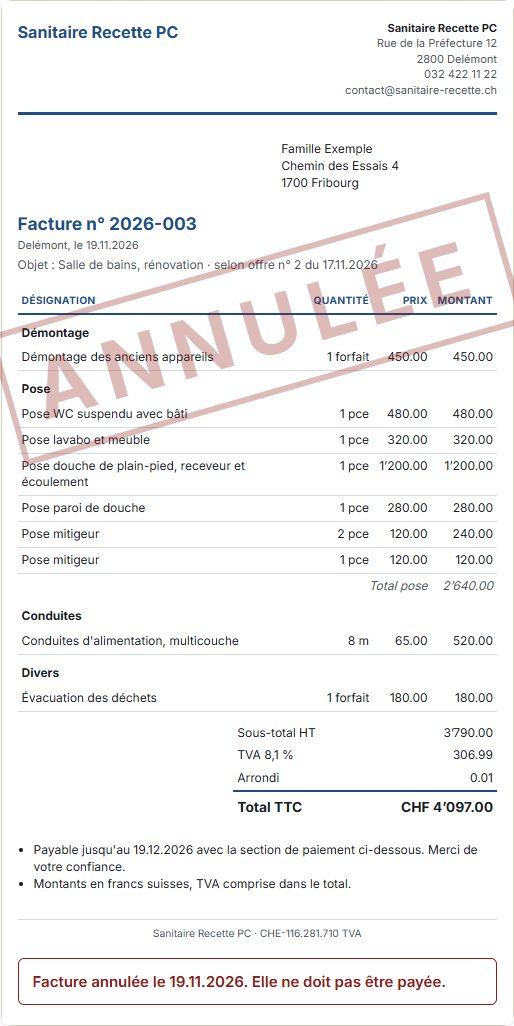 Sanitaire Recette PC
Sanitaire Recette PC
Rue de la Préfecture 12
2800 Delémont
032 422 11 22
contact@sanitaire-recette.ch
Famille Exemple
Chemin des Essais 4
1700 Fribourg
Facture n° 2026-003
Delémont, le 19.11.2026
Objet : Salle de bains, rénovation · selon offre n° 2 du 17.11.2026
ANNULÉE
DÉSIGNATION QUANTITÉ PRIX MONTANT
Démontage
Démontage des anciens appareils 1 forfait 450.00 450.00
Pose
Pose WC suspendu avec bâti 1 pce 480.00 480.00
Pose lavabo et meuble 1 pce 320.00 320.00
Pose douche de plain-pied, receveur et 1 pce 1’200.00 1’200.00
écoulement
Pose paroi de douche 1 pce 280.00 280.00
Pose mitigeur 2 pce 120.00 240.00
Pose mitigeur 1 pce 120.00 120.00
Total pose 2’640.00
Conduites
Conduites d'alimentation, multicouche 8 m 65.00 520.00
Divers
Évacuation des déchets 1 forfait 180.00 180.00
Sous-total HT 3’790.00
TVA 8,1 % 306.99
Arrondi 0.01
Total TTC CHF 4’097.00
• Payable jusqu'au 19.12.2026 avec la section de paiement ci-dessous. Merci de
votre confiance.
• Montants en francs suisses, TVA comprise dans le total.
Sanitaire Recette PC · CHE-116.281.710 TVA
Facture annulée le 19.11.2026. Elle ne doit pas être payée.